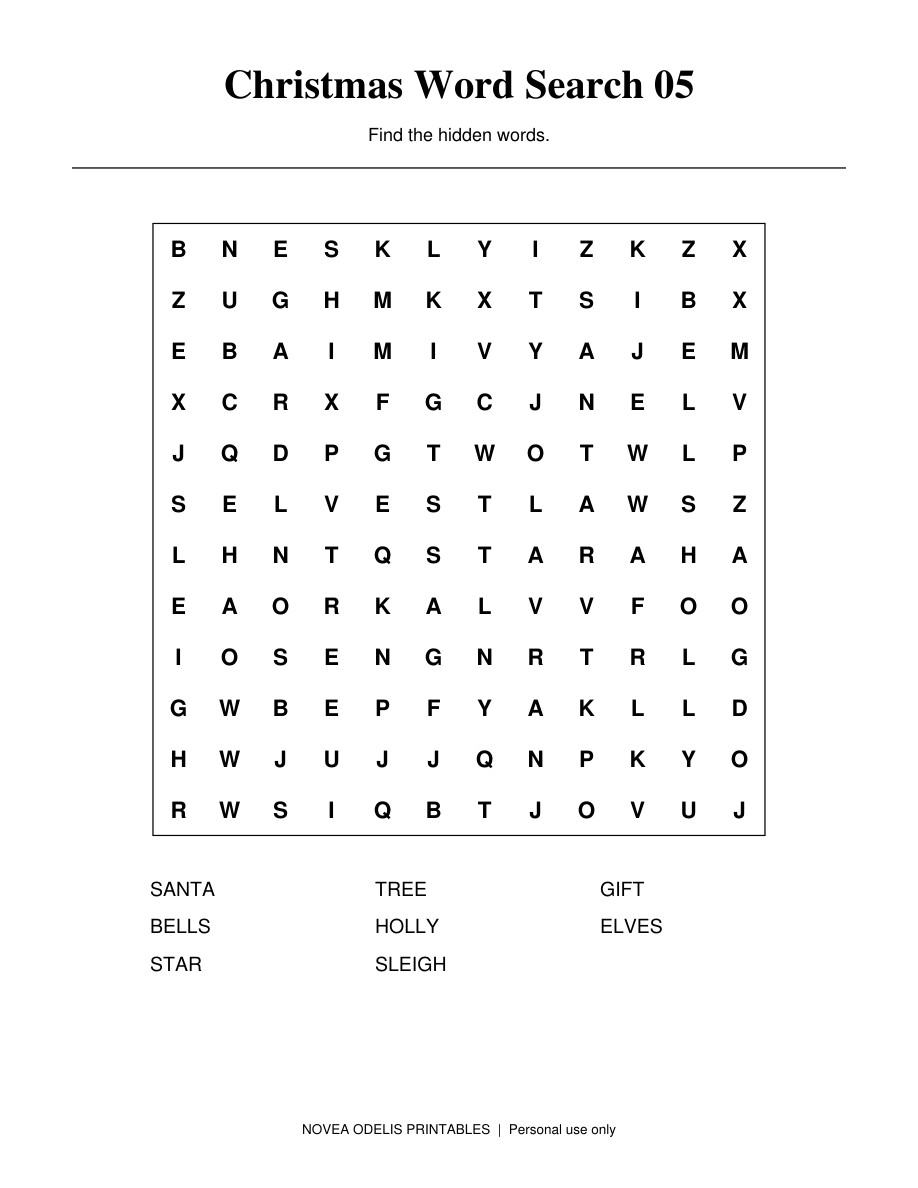 Christmas Word Search 05
Find the hidden words.
B N E S K L Y I Z K Z X
Z U G H M K X T S I B X
E B A I M I V Y A J E M
X C R X F G C J N E L V
J Q D P G T W O T W L P
S E L V E S T L A W S Z
L H N T Q S T A R A H A
E A O R K A L V V F O O
I O S E N G N R T R L G
G W B E P F Y A K L L D
H W J U J J Q N P K Y O
R W S I Q B T J O V U J
SANTA TREE GIFT
BELLS HOLLY ELVES
STAR SLEIGH
NOVEA ODELIS PRINTABLES | Personal use only